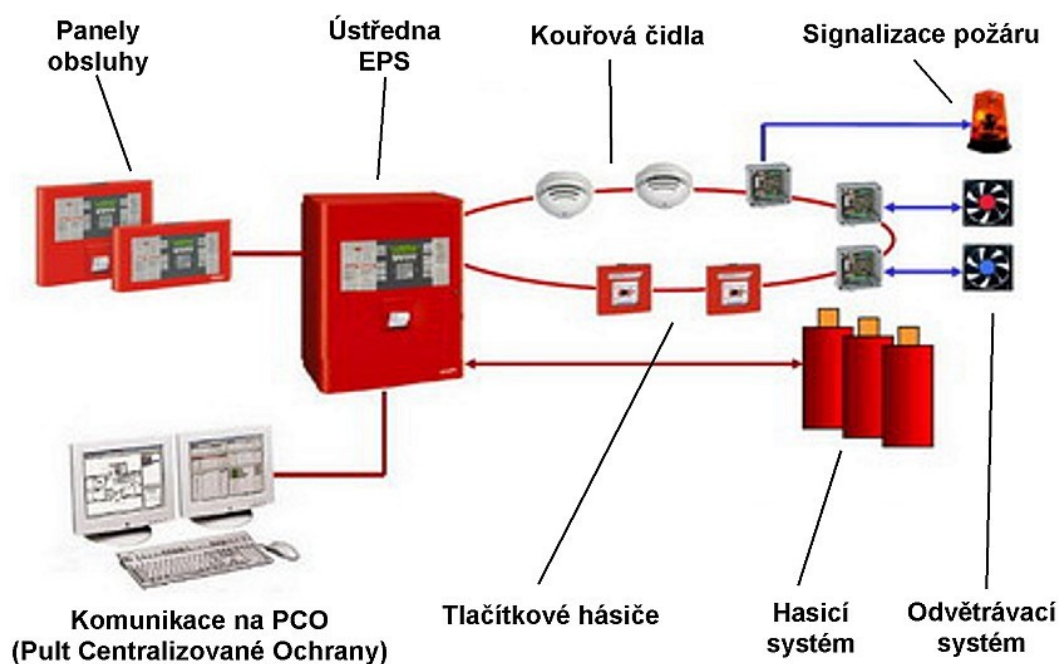 Panely
obsluhy
Ústředna
EPS
Kouřová čidla
Signalizace požáru
Komunikace na PCO
(Pult Centralizované Ochrany)
Tlačítkové hásiče
Hasicí
systém
Odvětrávací
systém